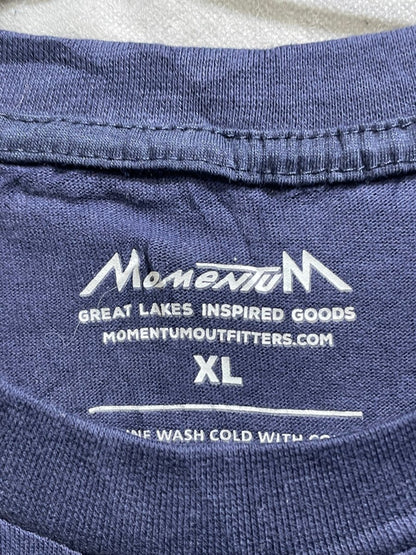 MOMENTUM
GREAT LAKES INSPIRED GOODS
MOMENTUMOUTFITTERS.COM
XL
WASH COLD WITH